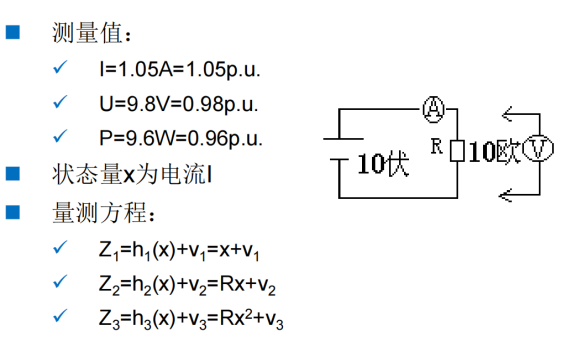 测量值：
I=1.05A=1.05p.u.
U=9.8V=0.98p.u.
P=9.6W=0.96p.u.
状态量x为电流I
量测方程：
Z₁=h₁(x)+v₁=x+v₁
Z₂=h₂(x)+v₂=Rx+v₂
Z₃=h₃(x)+v₃=Rx²+v₃
A
10伏
R
10欧
V